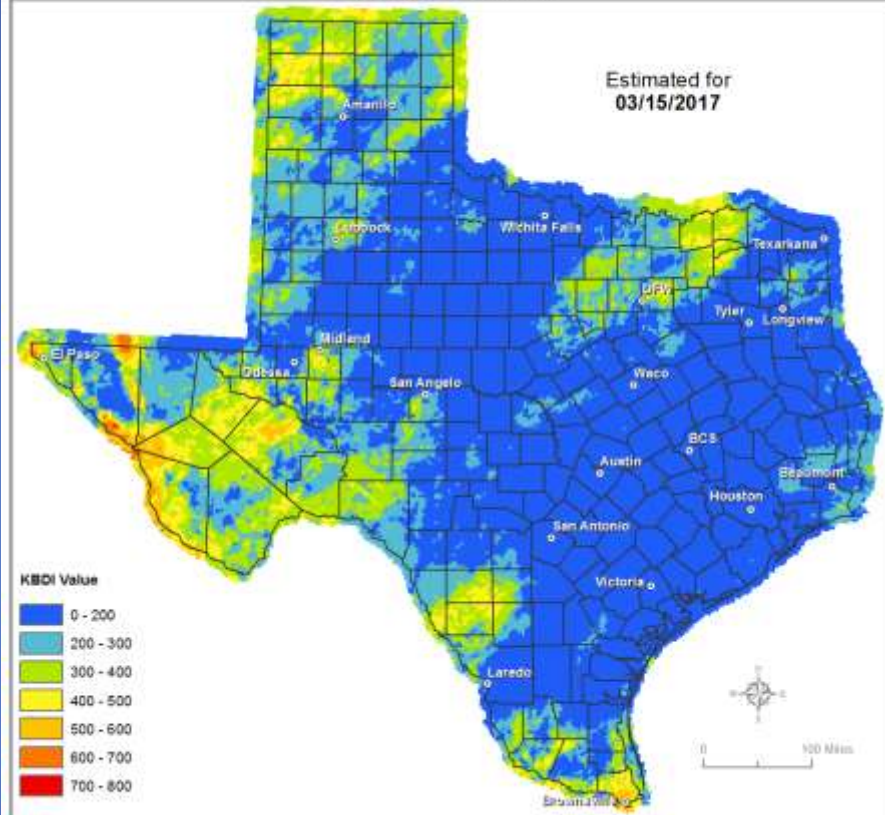 Estimated for
03/15/2017
Amarillo
Lubbock
Wichita Falls
Texarkana
DFW
Tyler
Longview
El Paso
Midland
Odessa
San Angelo
Waco
BCS
Austin
Beaumont
Houston
San Antonio
Victoria
Laredo
Brownsville
KBDI Value
0 - 200
200 - 300
300 - 400
400 - 500
500 - 600
600 - 700
700 - 800
0 100 Miles